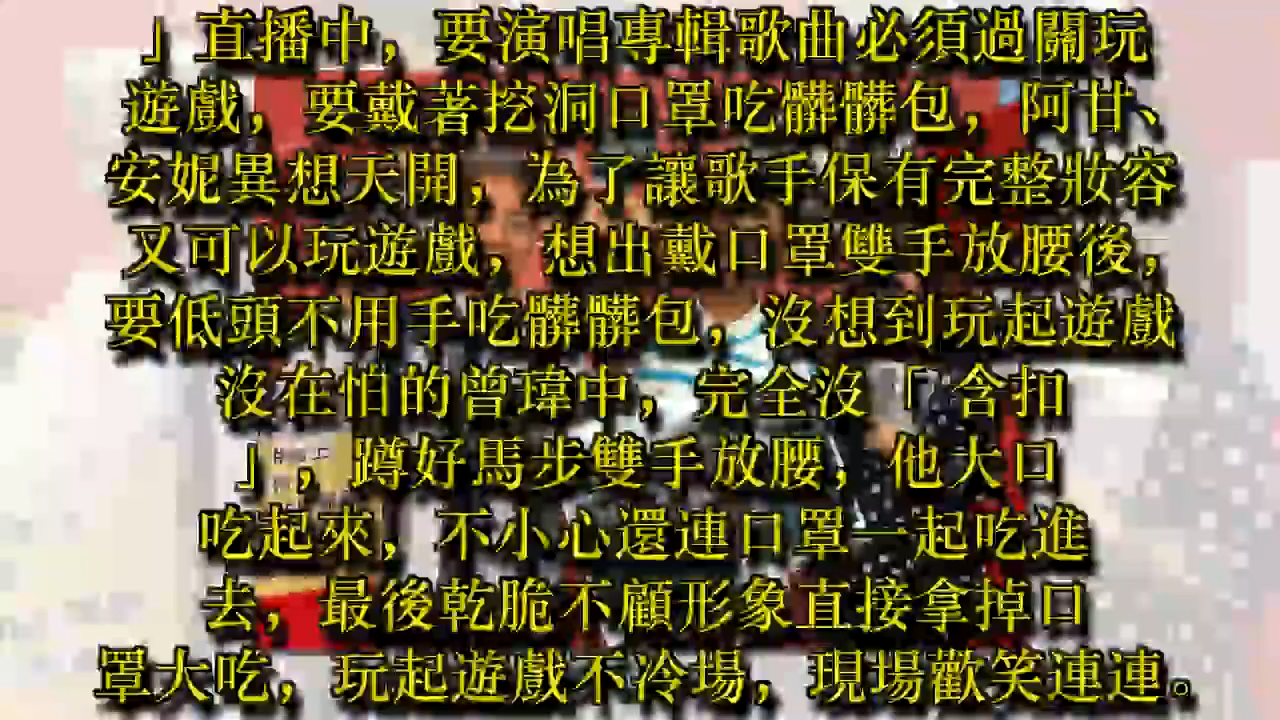 」直播中，要演唱專輯歌曲必須過關玩
遊戲，要戴著挖洞口罩吃髒髒包，阿甘、
安妮異想天開，為了讓歌手保有完整妝容
又可以玩遊戲，想出戴口罩雙手放腰後，
要低頭不用手吃髒髒包，沒想到玩起遊戲
沒在怕的曾瑋中，完全沒「含扣
」，蹲好馬步雙手放腰，他大口
吃起來，不小心還連口罩一起吃進
去，最後乾脆不顧形象直接拿掉口
罩大吃，玩起遊戲不冷場，現場歡笑連連。